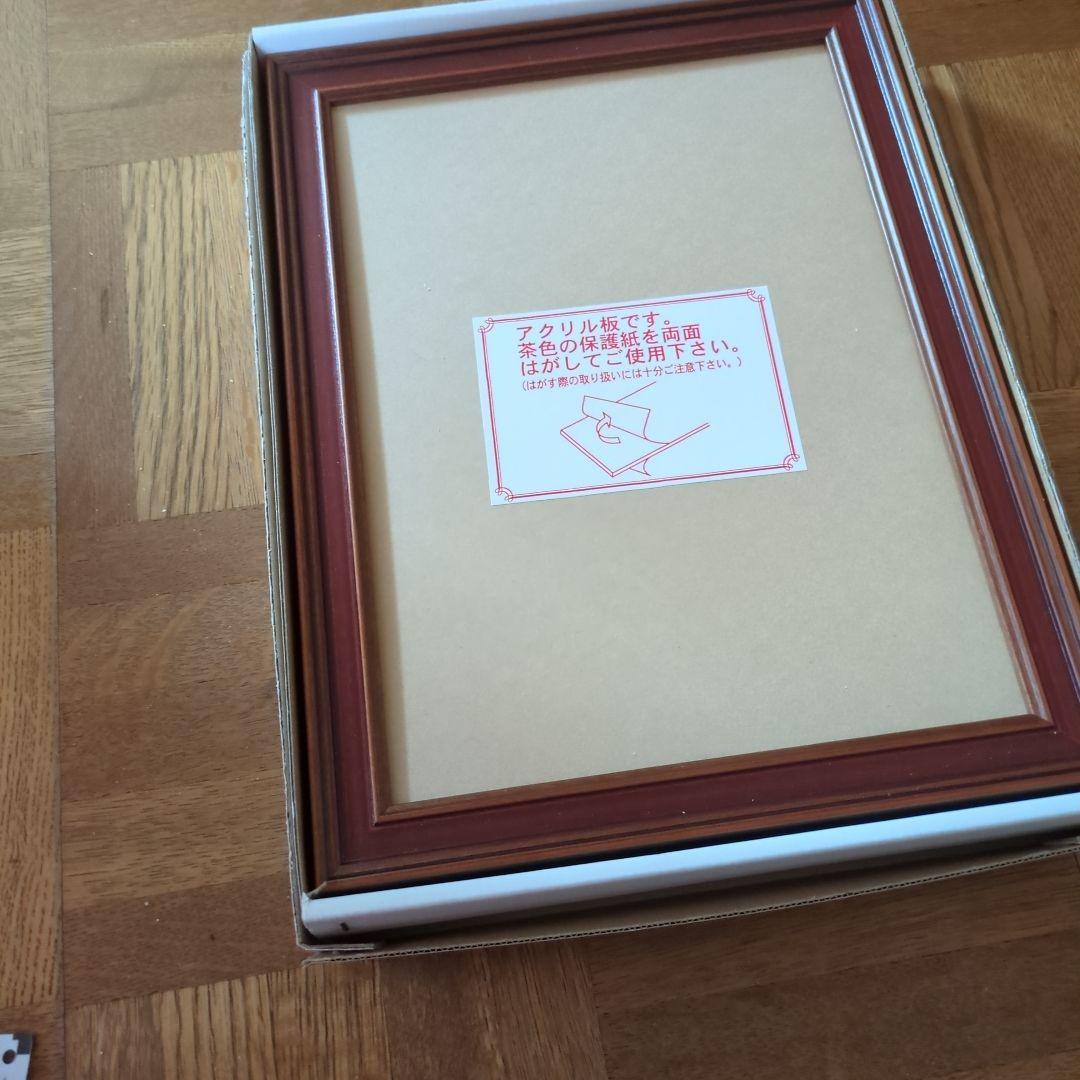 アクリル板です。
茶色の保護紙を両面
はがしてご使用下さい。
(はがす際の取り扱いには十分ご注意下さい。)